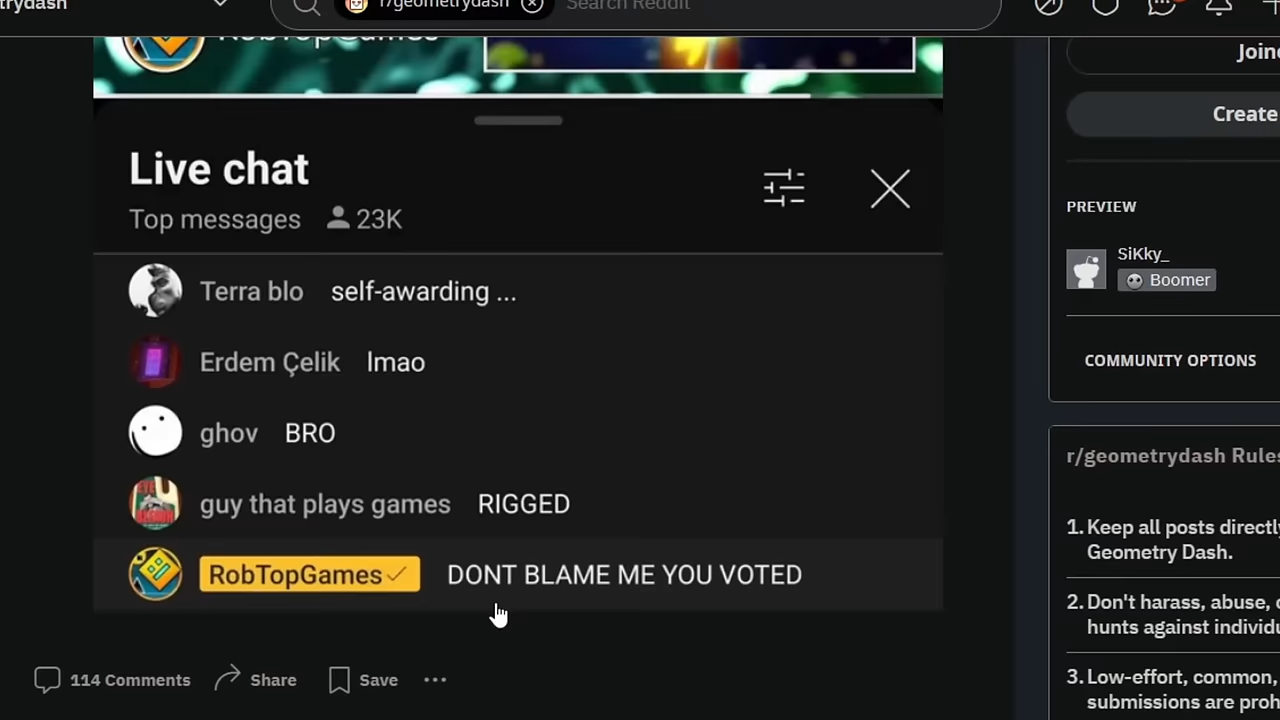 rydash
r/geometrydash
Search Reddit
RobTopGames
Live chat
Top messages 23K
Terra blo self-awarding ...
Erdem Çelik lmao
ghov BRO
guy that plays games RIGGED
RobTopGames DONT BLAME ME YOU VOTED
114 Comments Share Save
Joine
Create
PREVIEW
SiKky_
Boomer
COMMUNITY OPTIONS
r/geometrydash Rules
1. Keep all posts directly
Geometry Dash.
2. Don't harass, abuse,
hunts against individu
3. Low-effort, common,
submissions are proh